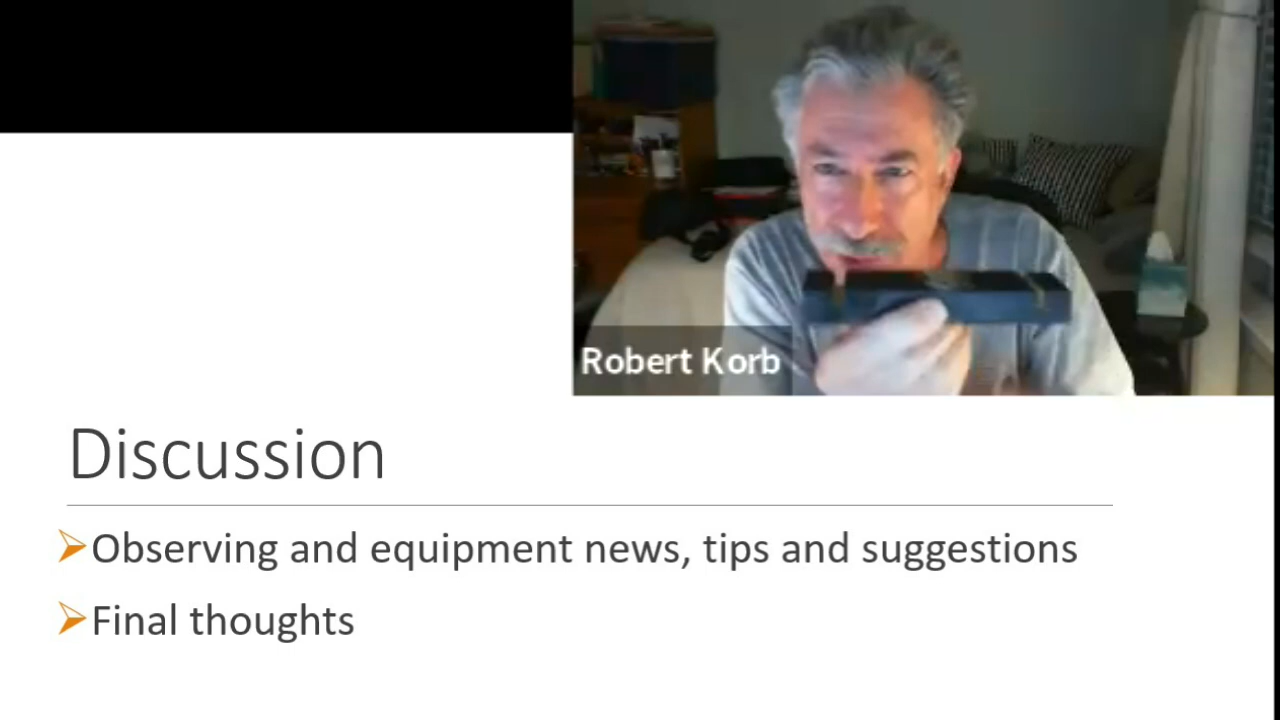 Robert Korb
Discussion
Observing and equipment news, tips and suggestions
Final thoughts